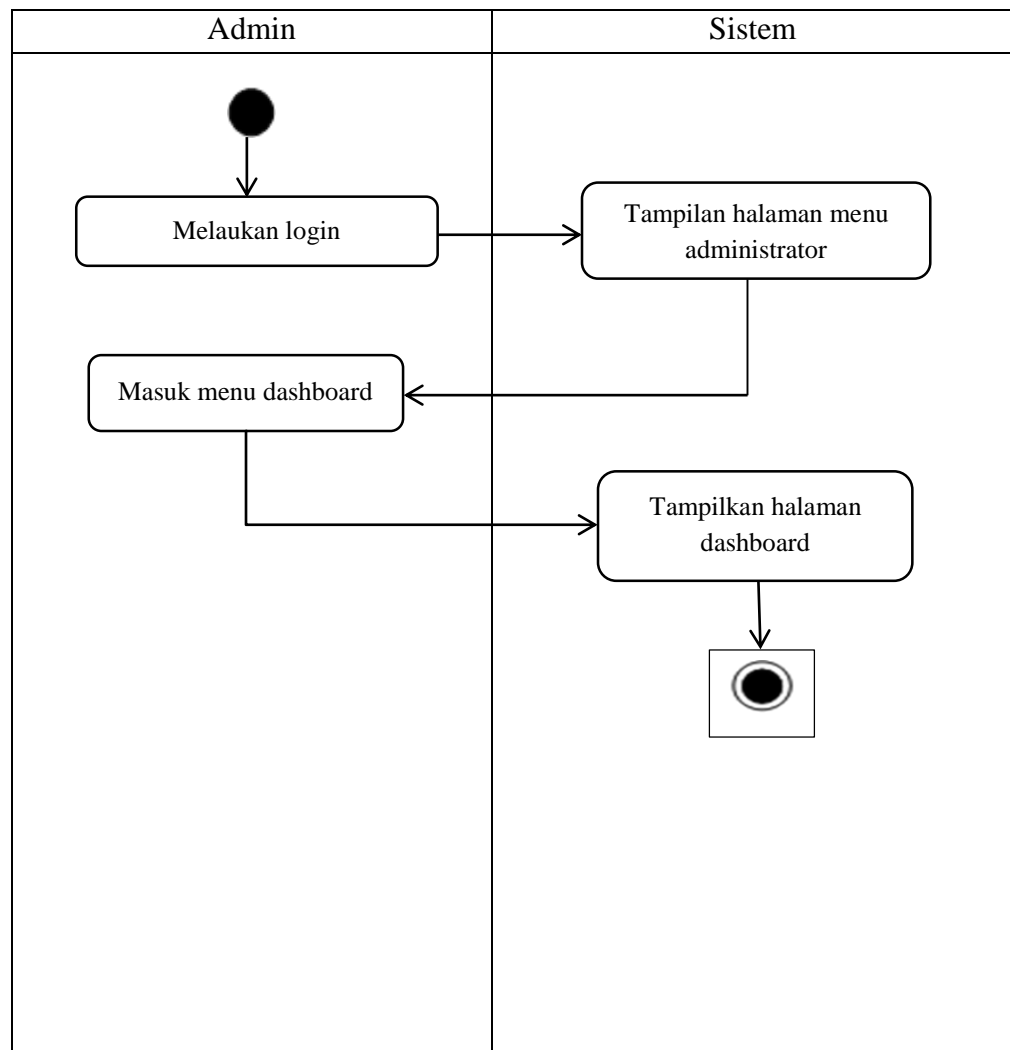 Admin
Sistem
Melaukan login
Tampilan halaman menu
administrator
Masuk menu dashboard
Tampilkan halaman
dashboard